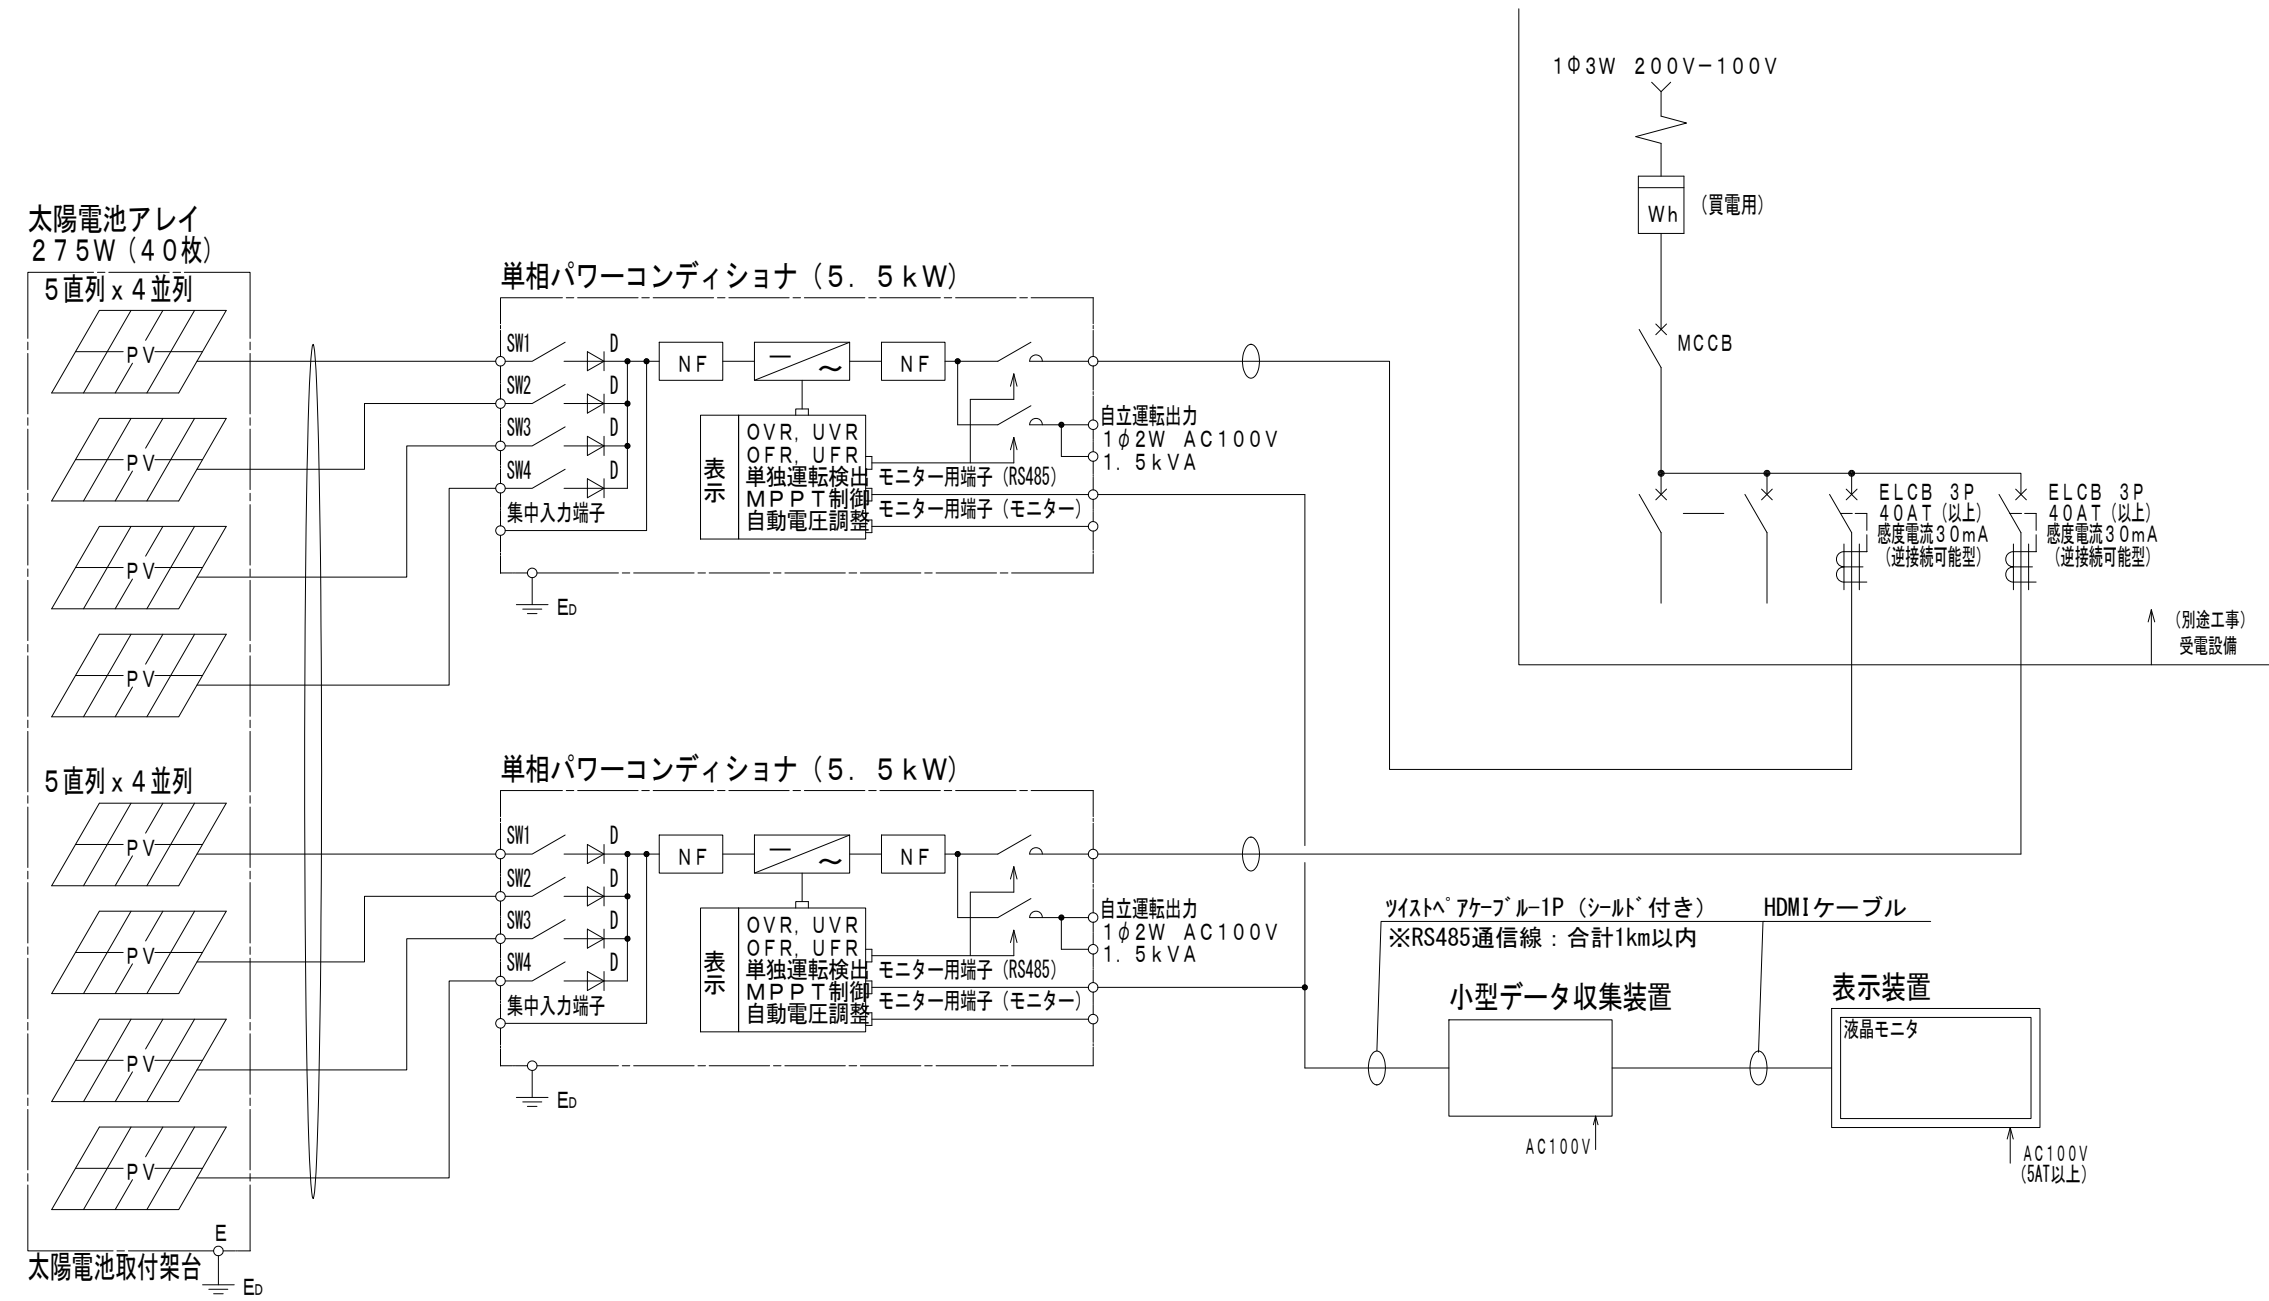 1Φ3W 200V-100V
Wh
(買電用)
MCCB
太陽電池アレイ
275W(40枚)
5直列x4並列
PV
PV
PV
PV
5直列x4並列
PV
PV
PV
PV
E
太陽電池取付架台
ED
単相パワーコンディショナ(5.5kW)
SW1
D
SW2
D
SW3
D
SW4
D
集中入力端子
NF
NF
表示
OVR, UVR
OFR, UFR
単独運転検出
MPPT制御
自動電圧調整
モニター用端子(RS485)
モニター用端子(モニター)
自立運転出力
1φ2W AC100V
1.5kVA
ED
単相パワーコンディショナ(5.5kW)
SW1
D
SW2
D
SW3
D
SW4
D
集中入力端子
NF
NF
表示
OVR, UVR
OFR, UFR
単独運転検出
MPPT制御
自動電圧調整
モニター用端子(RS485)
モニター用端子(モニター)
自立運転出力
1φ2W AC100V
1.5kVA
ED
ELCB 3P
40AT(以上)
感度電流30mA
(逆接続可能型)
ELCB 3P
40AT(以上)
感度電流30mA
(逆接続可能型)
(別途工事)
受電設備
ツイストペアケーブル-1P (シールド付き)
※RS485通信線:合計1km以内
HDMIケーブル
小型データ収集装置
AC100V
表示装置
液晶モニタ
AC100V
(5AT以上)